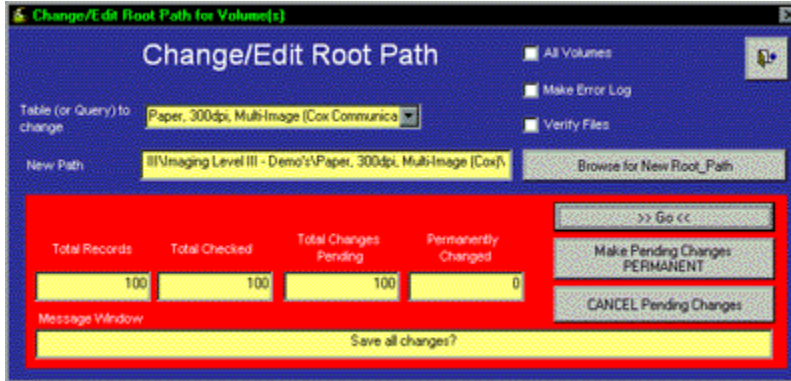 Change/Edit Root Path for Volume(s)
Change/Edit Root Path
All Volumes
Make Error Log
Verify Files
Table (or Query) to
change
Paper, 300dpi, Multi-Image (Cox Communica
New Path
III\Imaging Level III - Demo's\Paper, 300dpi, Multi-Image (Cox)\
Browse for New Root_Path
>> Go <<
Total Records
Total Checked
Total Changes
Pending
Permanently
Changed
Make Pending Changes
PERMANENT
100
100
100
0
CANCEL Pending Changes
Message Window
Save all changes?